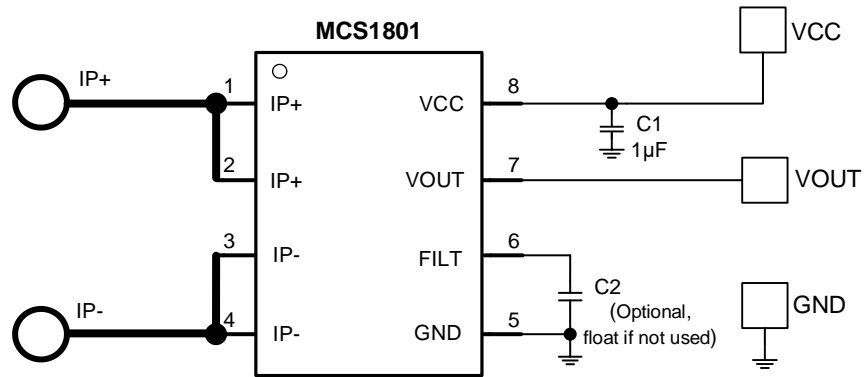 MCS1801
VCC
IP+
1
IP+
VCC
8
C1
1µF
2
IP+
VOUT
7
VOUT
3
IP-
FILT
6
C2
(Optional,
float if not used)
IP-
4
IP-
GND
5
GND